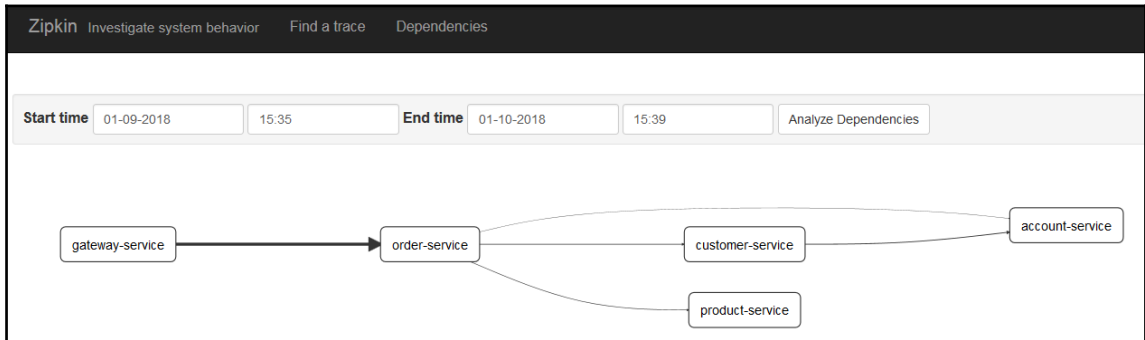 Zipkin Investigate system behavior Find a trace Dependencies
Start time 01-09-2018 15:35 End time 01-10-2018 15:39 Analyze Dependencies
account-service
gateway-service order-service customer-service
product-service